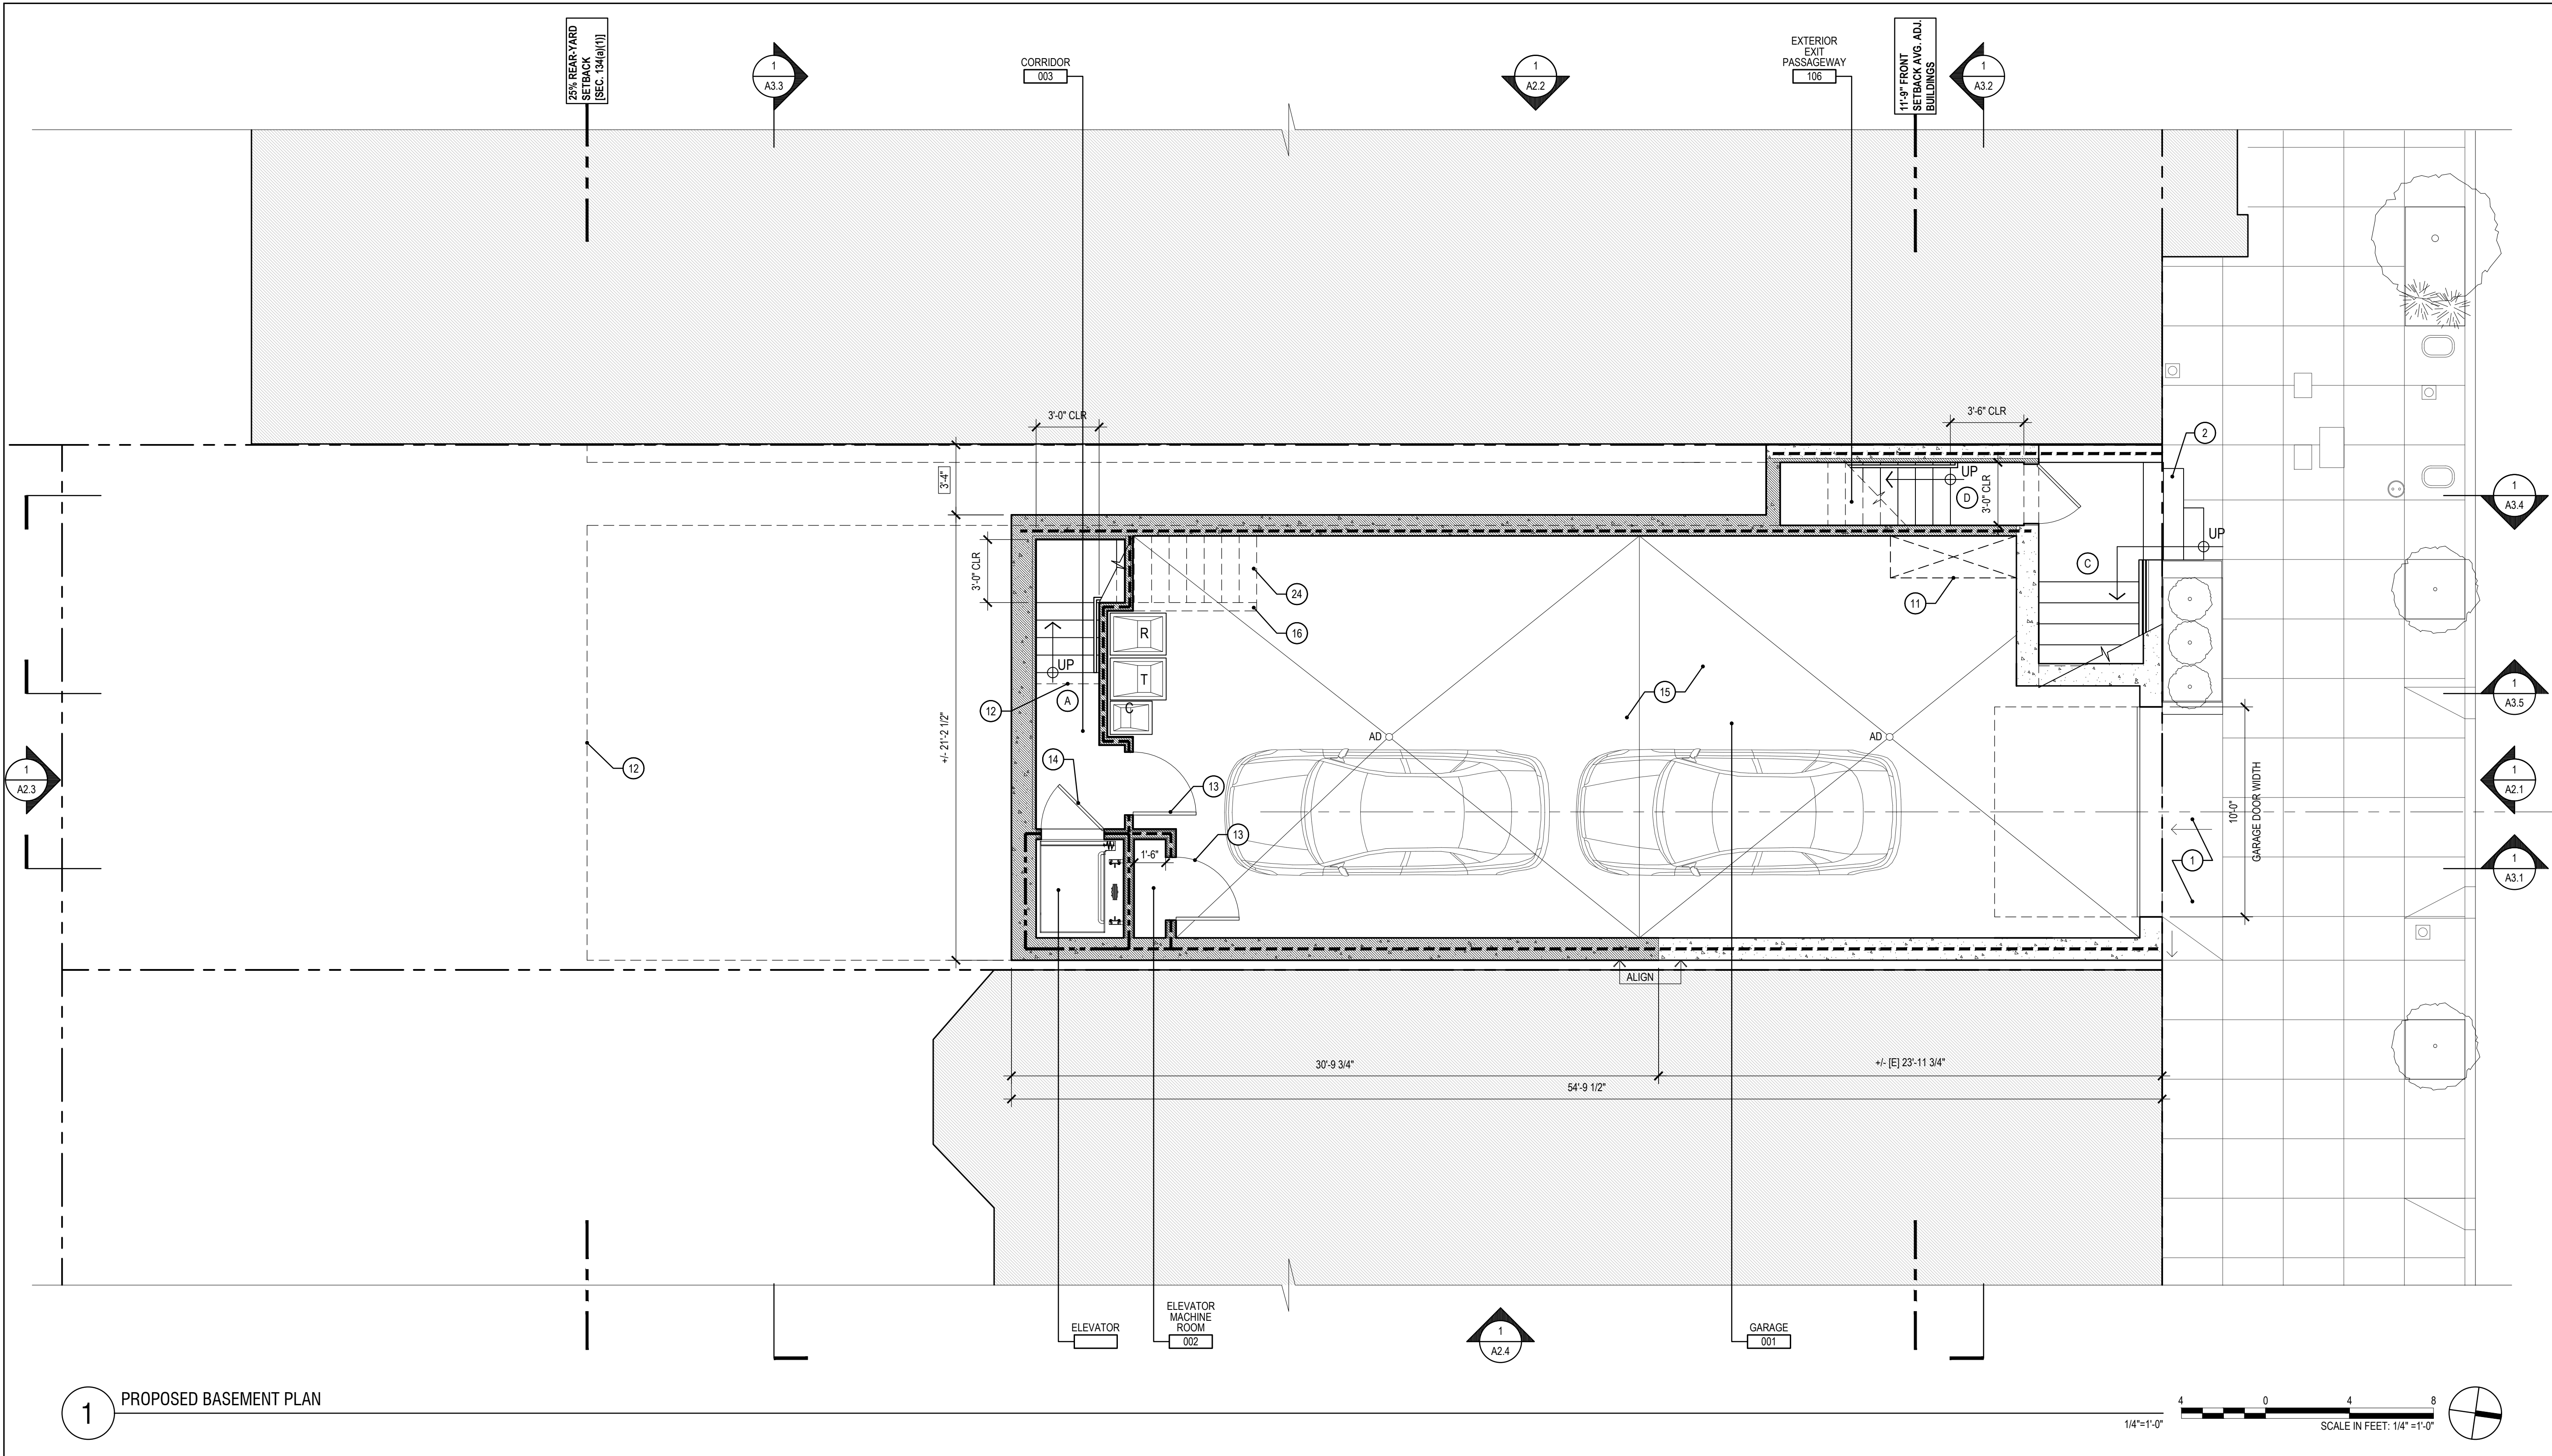 25% REAR-YARD
SETBACK
[SEC. 134(a)(1)]
1
A3.3
CORRIDOR
003
1
A2.2
EXTERIOR
EXIT
PASSAGEWAY
106
11'-9" FRONT
SETBACK AVG. ADJ.
BUILDINGS
1
A3.2
3'-0" CLR
3'-6" CLR
2
3'-4"
UP
D
3'-0" CLR
1
A3.4
UP
3'-0" CLR
C
24
11
16
R
UP
T
A
12
C
15
1
A3.5
+/- 21'-2 1/2"
AD
AD
12
14
13
1
A2.3
1
A2.1
10'-0"
GARAGE DOOR WIDTH
13
1'-6"
1
1
A3.1
ALIGN
30'-9 3/4"
+/- [E] 23'-11 3/4"
54'-9 1/2"
ELEVATOR
ELEVATOR
MACHINE
ROOM
002
1
A2.4
GARAGE
001
1
PROPOSED BASEMENT PLAN
1/4"=1'-0"
4 0 4 8
SCALE IN FEET: 1/4" =1'-0"